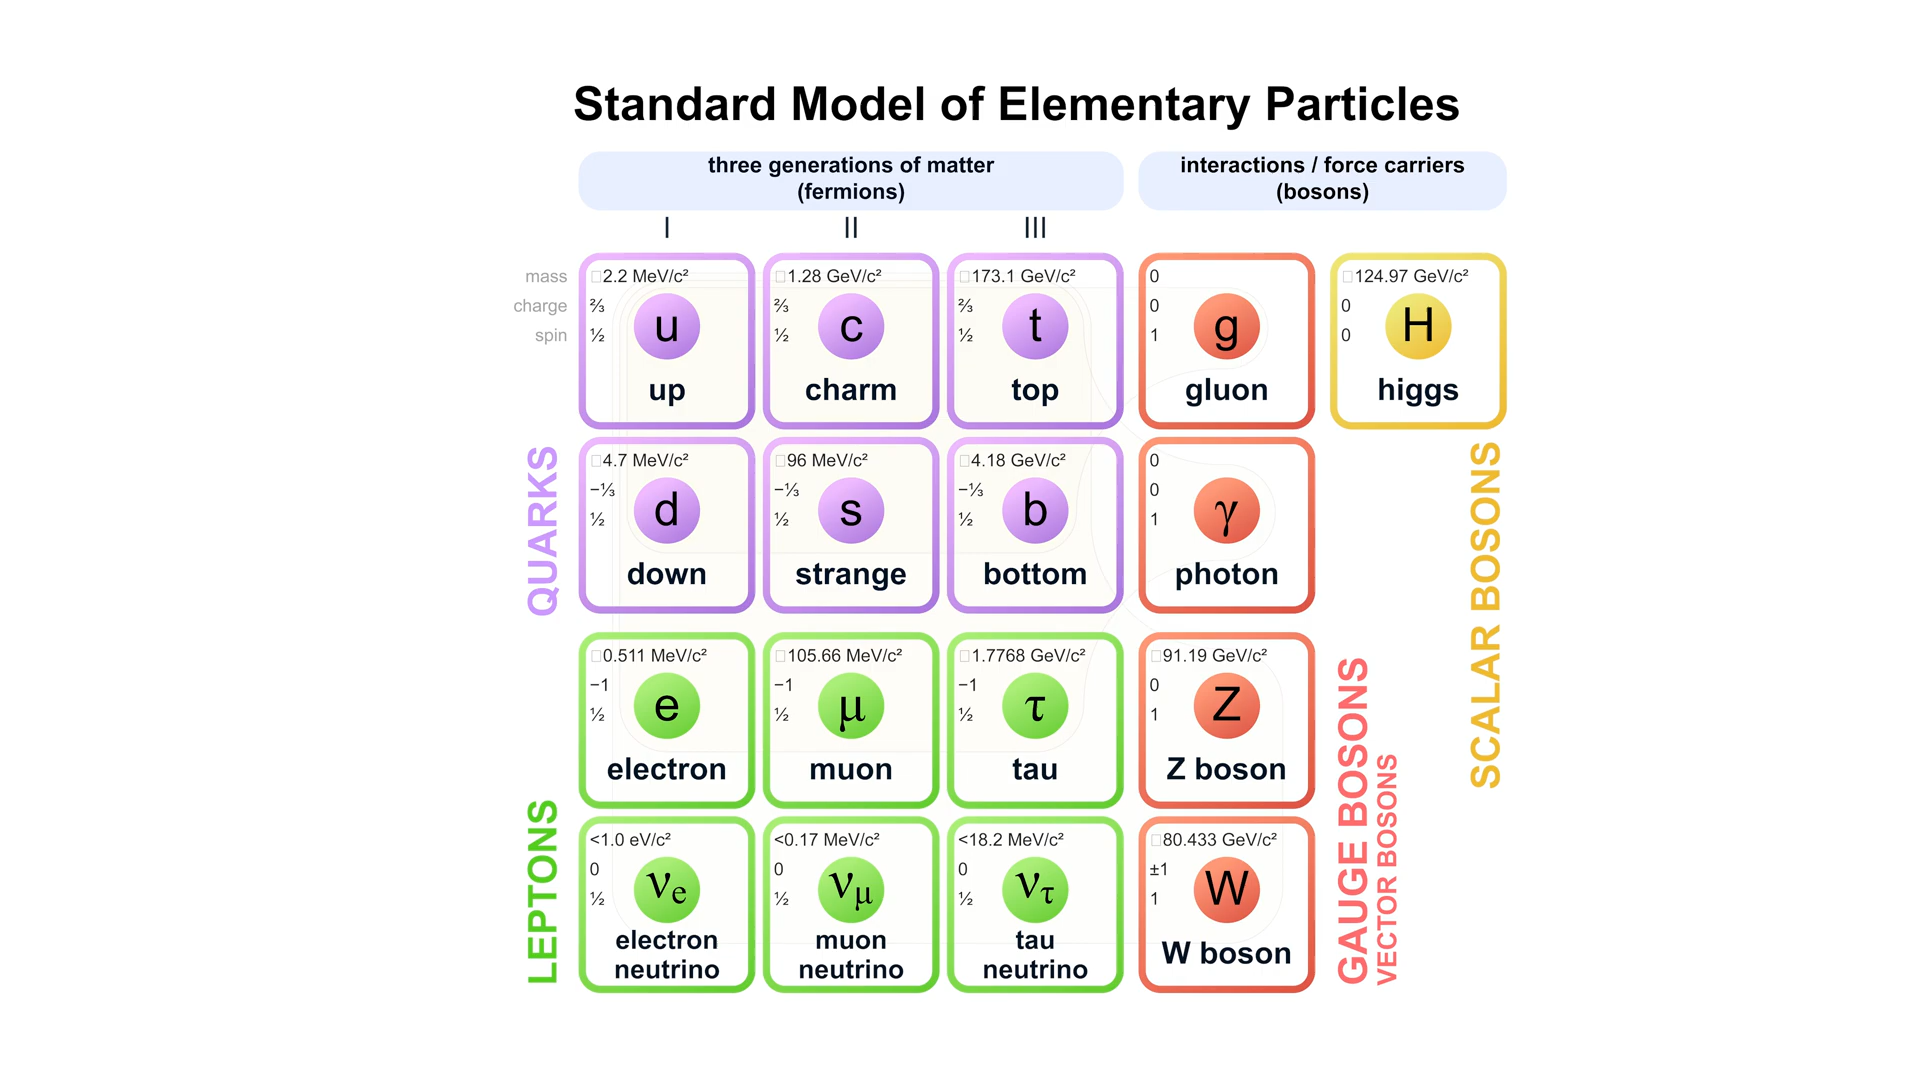 Standard Model of Elementary Particles
three generations of matter
(fermions)
interactions / force carriers
(bosons)
I
II
III
mass
charge
spin
2.2 MeV/c²
⅔
½
u
up
1.28 GeV/c²
⅔
½
c
charm
173.1 GeV/c²
⅔
½
t
top
0
0
1
g
gluon
124.97 GeV/c²
0
0
H
higgs
QUARKS
4.7 MeV/c²
−⅓
½
d
down
96 MeV/c²
−⅓
½
s
strange
4.18 GeV/c²
−⅓
½
b
bottom
0
0
1
γ
photon
SCALAR BOSONS
LEPTONS
0.511 MeV/c²
−1
½
e
electron
105.66 MeV/c²
−1
½
μ
muon
1.7768 GeV/c²
−1
½
τ
tau
91.19 GeV/c²
0
1
Z
Z boson
<1.0 eV/c²
0
½
νe
electron
neutrino
<0.17 MeV/c²
0
½
νμ
muon
neutrino
<18.2 MeV/c²
0
½
ντ
tau
neutrino
80.433 GeV/c²
±1
1
W
W boson
GAUGE BOSONS
VECTOR BOSONS